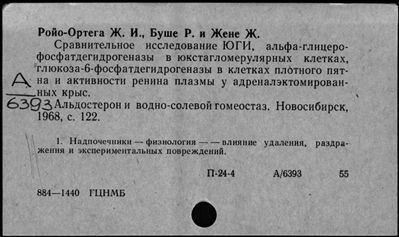 Ройо-Ортега Ж. И., Буше Р. и Жене Ж.
Сравнительное исследование ЮГИ, альфа-глицеро-
фосфатдегидрогеназы в юкстагломерулярных клетках,
глюкоза-6-фосфатдегидрогеназы в клетках плотного пят-
на и активности ренина плазмы у адреналэктомирован-
ных крыс.
А
6393
Альдостерон и водно-солевой гомеостаз. Новосибирск,
1968, с. 122.
1. Надпочечники — физиология — — влияние удаления, раздра-
жения и экспериментальных повреждений.
П-24-4 А/6393 55
884—1440 ГЦНМБ